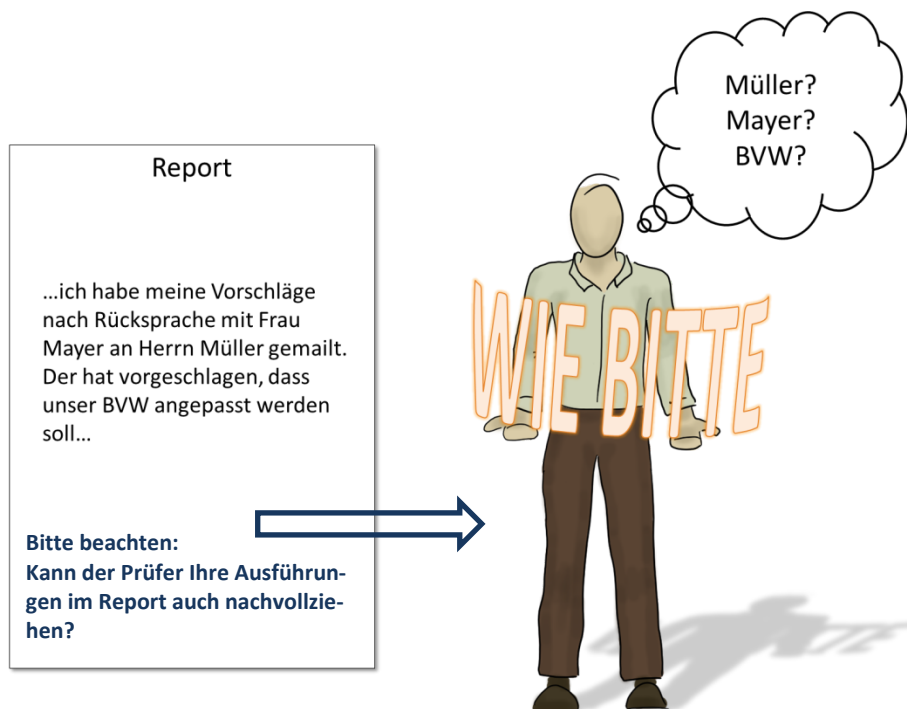 Report
...ich habe meine Vorschläge
nach Rücksprache mit Frau
Mayer an Herrn Müller gemailt.
Der hat vorgeschlagen, dass
unser BVW angepasst werden
soll...
Bitte beachten:
Kann der Prüfer Ihre Ausführun-
gen im Report auch nachvollzie-
hen?
Müller?
Mayer?
BVW?
WIE BITTE